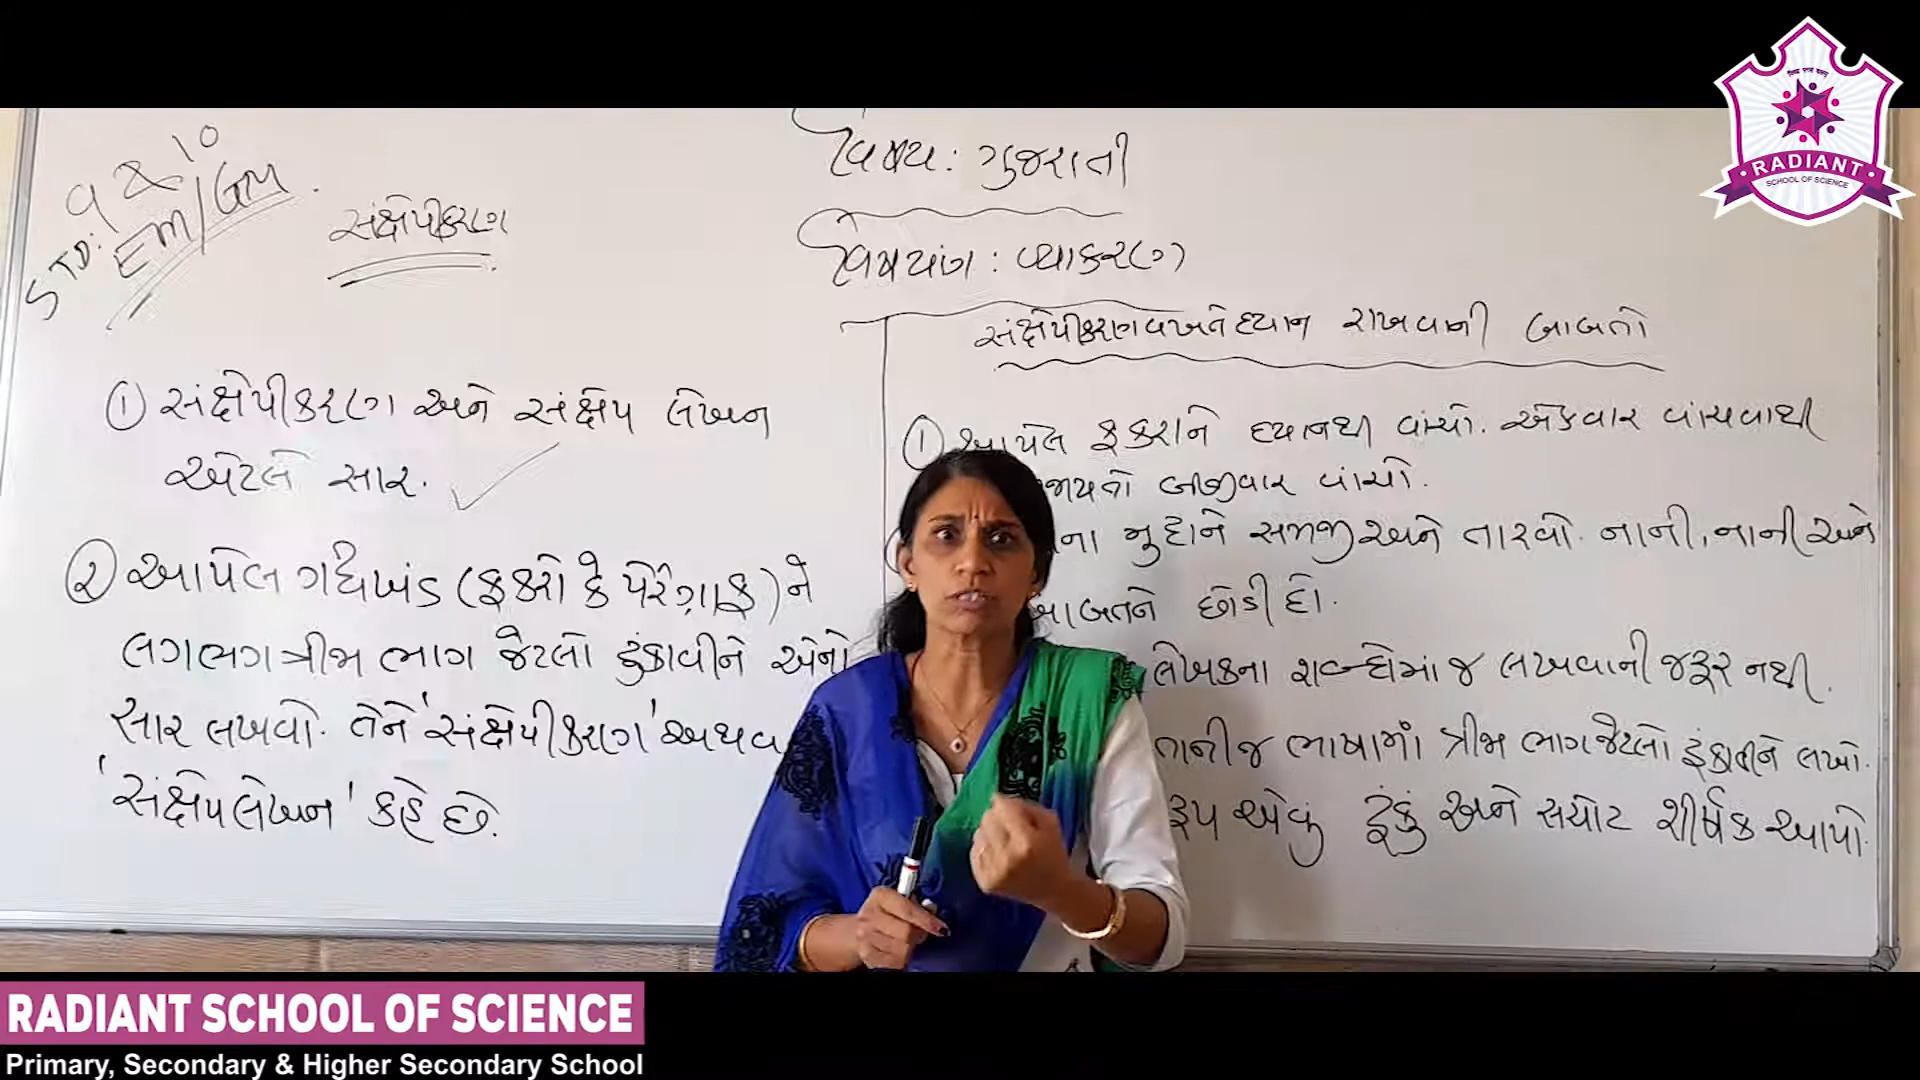 STD: 9 & 10
EM/GM
સંક્ષેપીકરણ
વિષય: ગુજરાતી
વિષયાંગ: વ્યાકરણ
① સંક્ષેપીકરણ અને સંક્ષેપ લેખન
એટલે સાર.
② આપેલ ગદ્યખંડ (ફકરો કે પેરેગ્રાફ) ને
લગભગ ત્રીજા ભાગ જેટલો ટુંકાવીને એનો
સાર લખવો. તેને 'સંક્ષેપીકરણ' અથવા
'સંક્ષેપલેખન' કહે છે.
સંક્ષેપીકરણ વખતે ધ્યાન રાખવાની બાબતો
① આપેલ ફકરાને ધ્યાનથી વાંચો. એકવાર વાંચવાથી
બીજીવાર વાંચો.
ના મુદ્દાને સમજી અને તારવો. નાની, નાની અને
બાબતને છોડી દો.
લેખકના શબ્દોમાં જ લખવાની જરૂર નથી.
ભાષામાં ત્રીજા ભાગ જેટલો ટુંકાવીને લખો.
રૂપ એવું ટૂંકું અને સચોટ શીર્ષક આપો.
RADIANT
SCHOOL OF SCIENCE
RADIANT SCHOOL OF SCIENCE
Primary, Secondary & Higher Secondary School